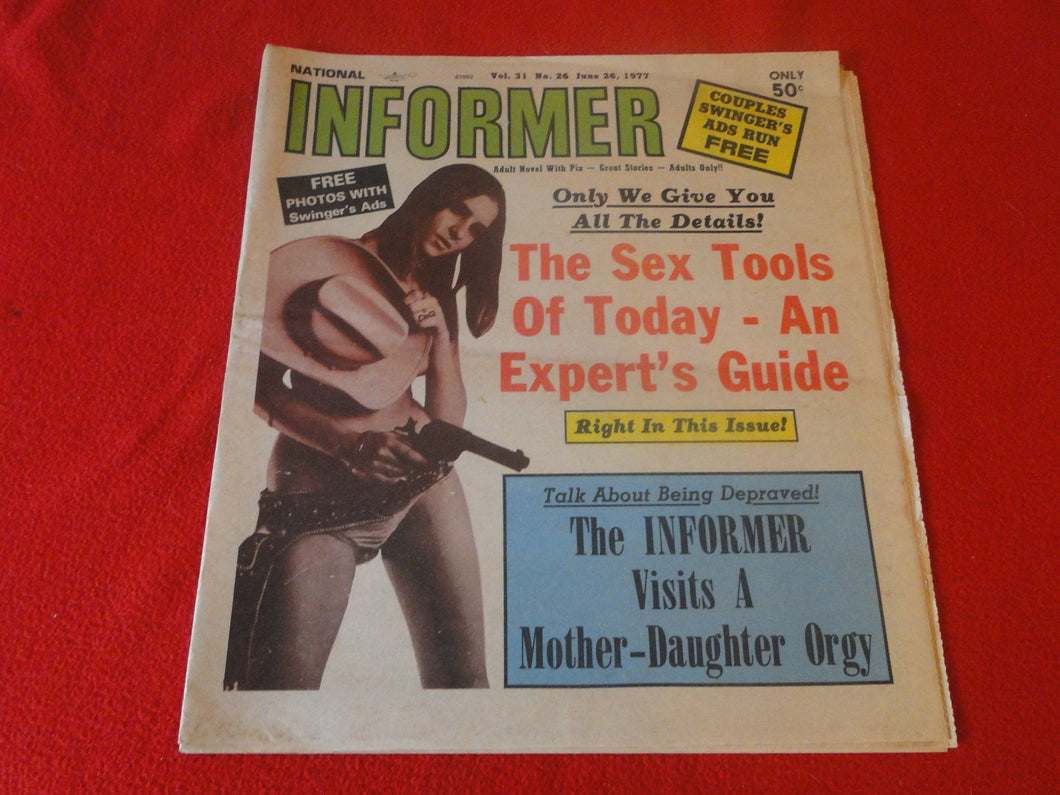 NATIONAL
Vol. 31 No. 26 June 26, 1977
ONLY
50¢
INFORMER
COUPLES
SWINGER'S
ADS RUN
FREE
Adult Novel With Pix — Great Stories — Adults Only!!
FREE
PHOTOS WITH
Swinger's Ads
Only We Give You
All The Details!
The Sex Tools
Of Today - An
Expert's Guide
Right In This Issue!
Talk About Being Depraved!
The INFORMER
Visits A
Mother-Daughter Orgy